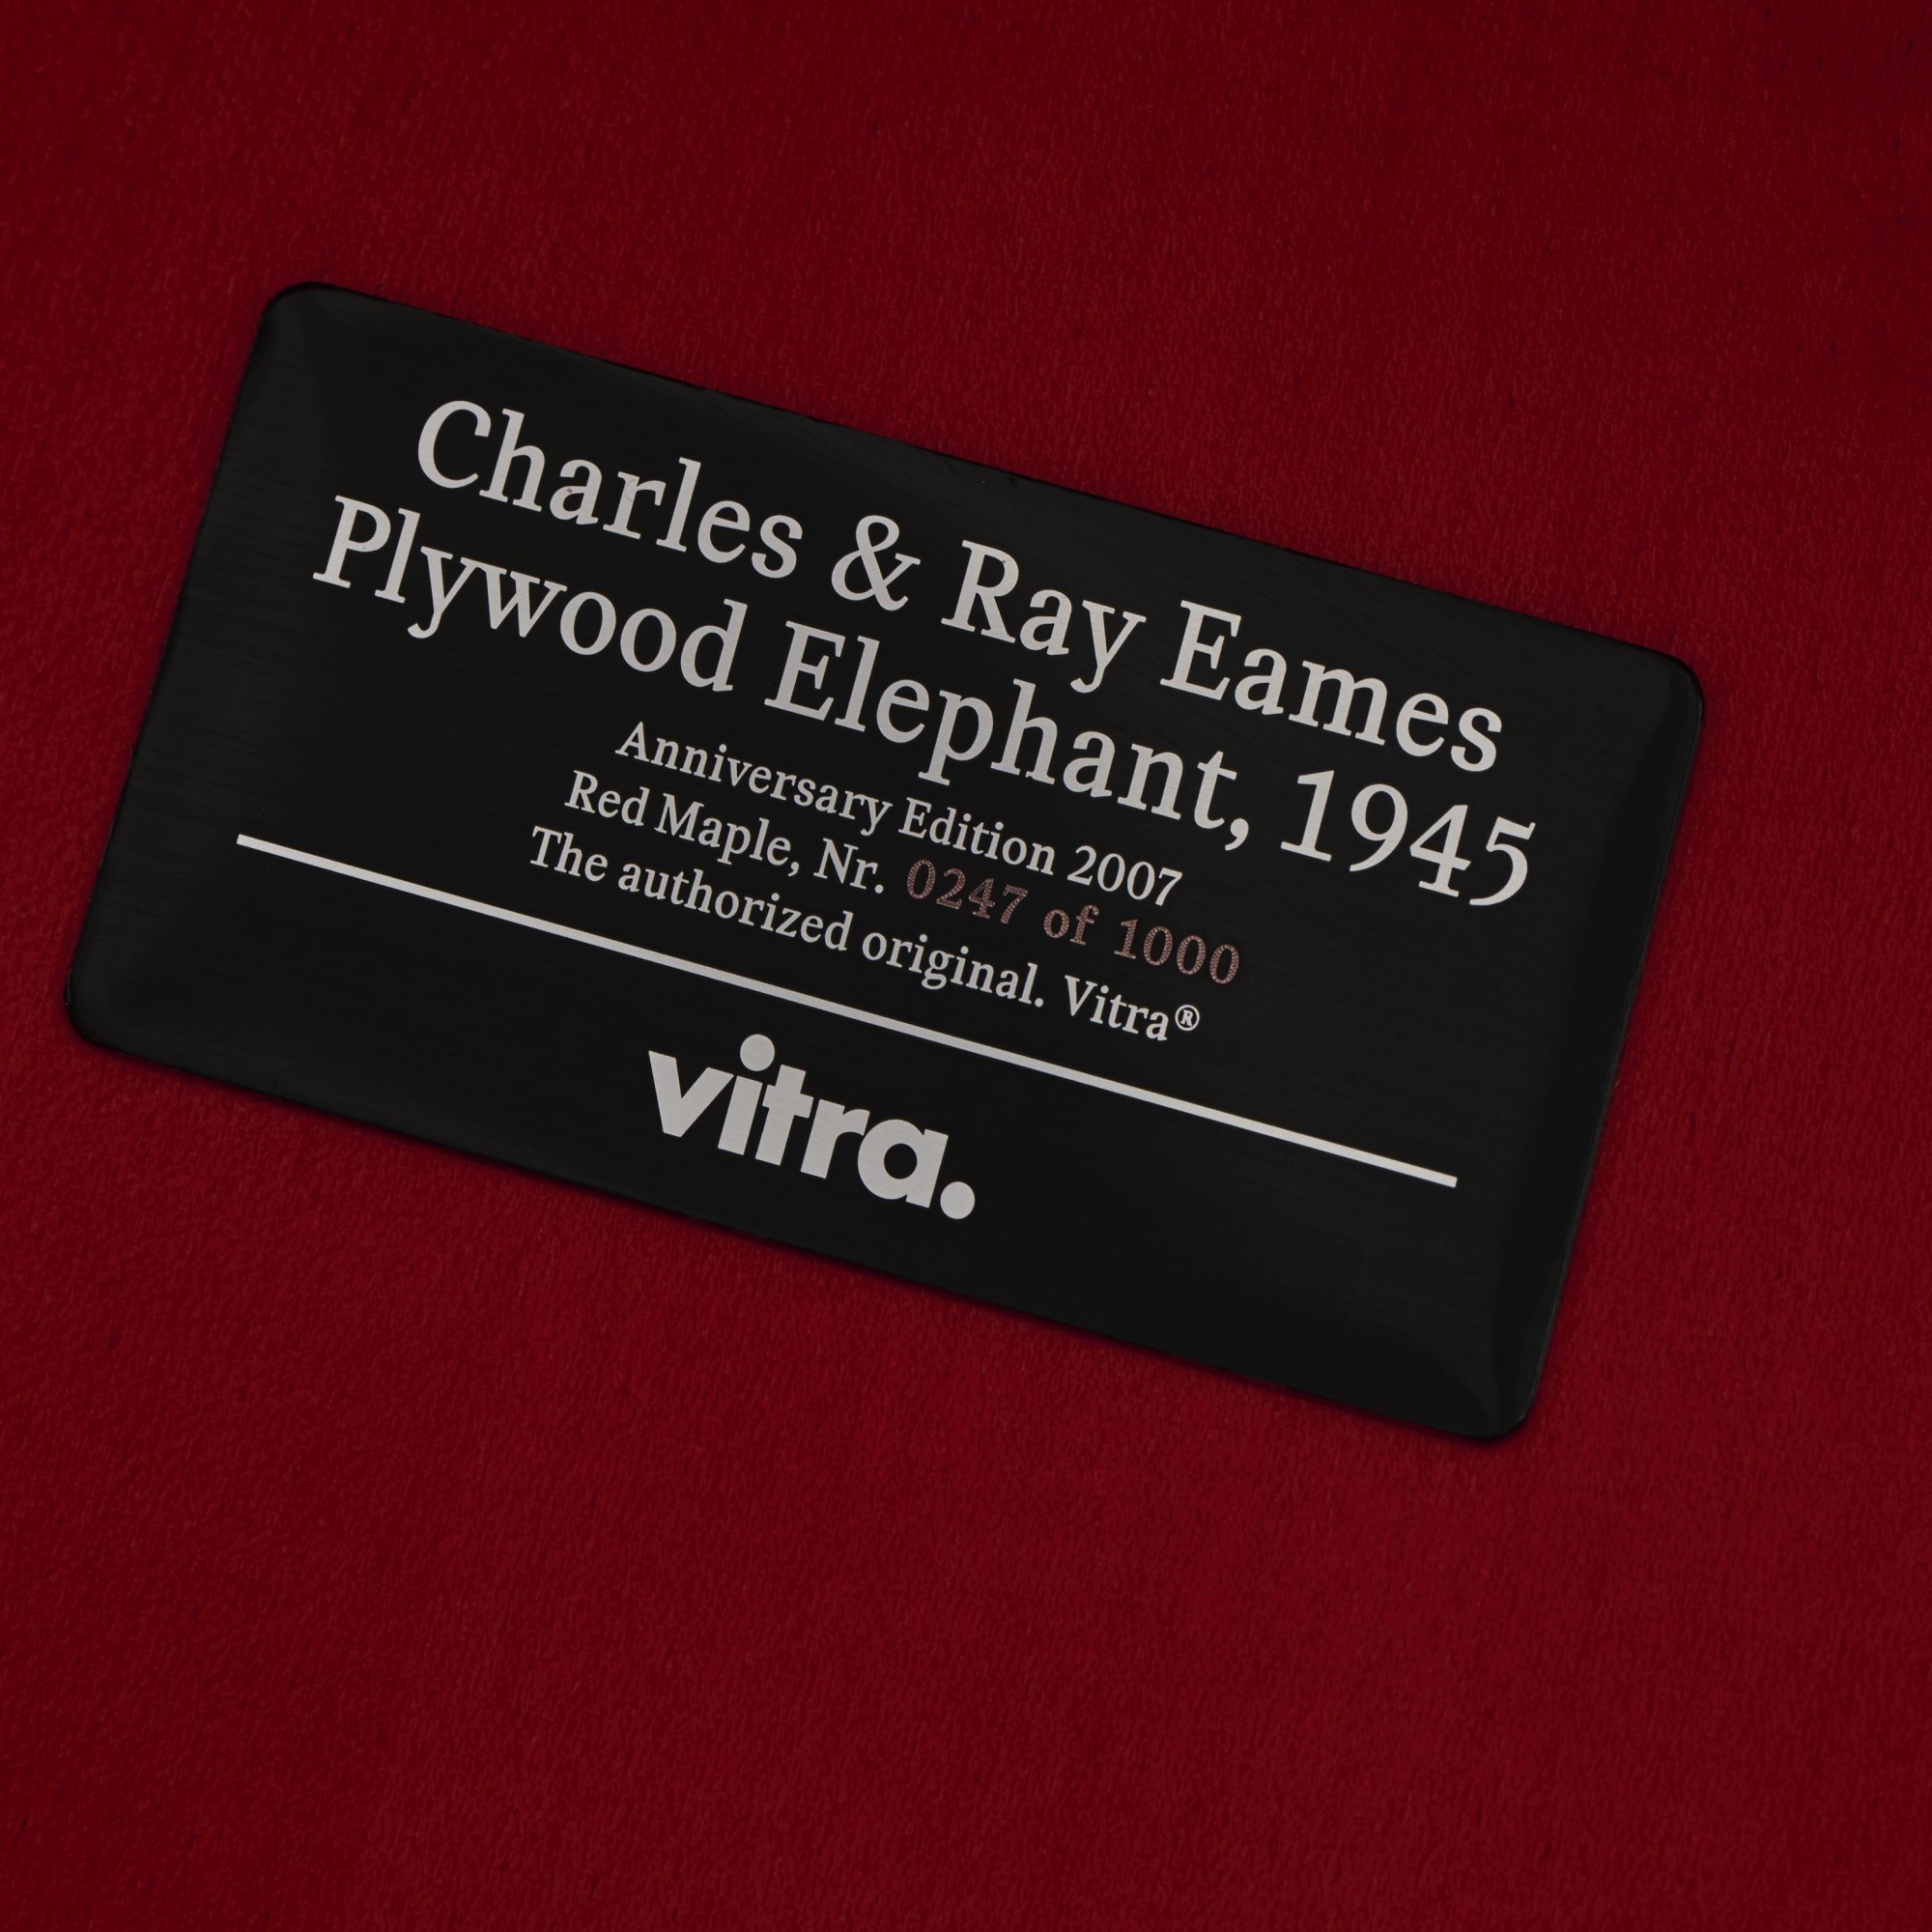 Charles & Ray Eames
Plywood Elephant, 1945
Anniversary Edition 2007
Red Maple, Nr. 0247 of 1000
The authorized original. Vitra®
vitra.